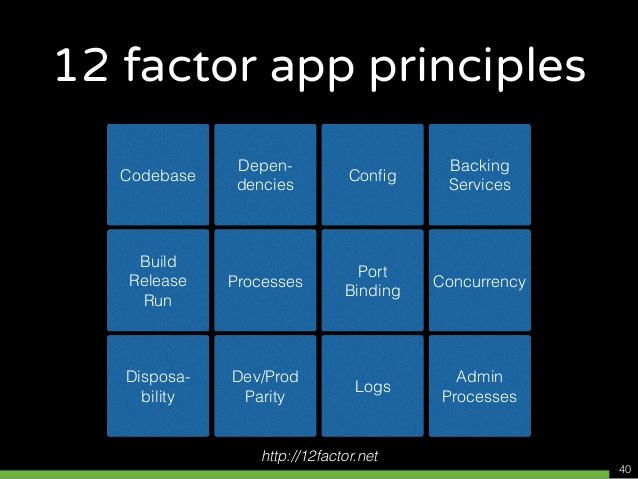 12 factor app principles
Codebase
Depen-
dencies
Config
Backing
Services
Build
Release
Run
Processes
Port
Binding
Concurrency
Disposa-
bility
Dev/Prod
Parity
Logs
Admin
Processes
http://12factor.net
40